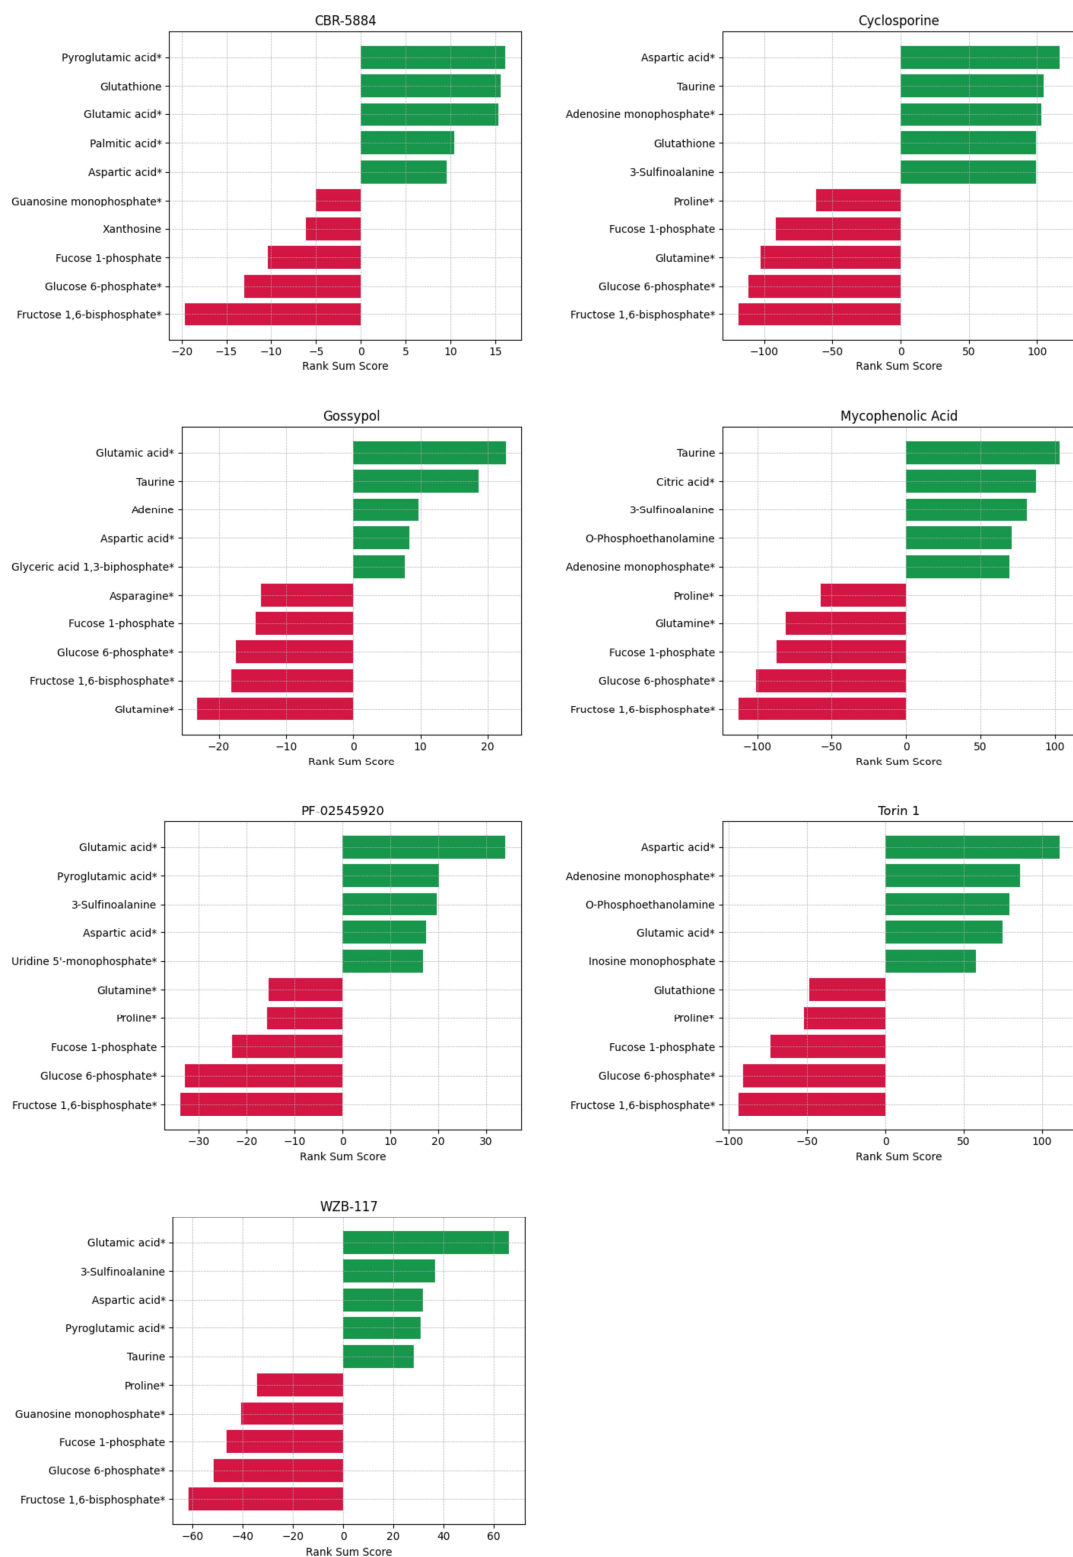 CBR-5884
Pyroglutamic acid*
Glutathione
Glutamic acid*
Palmitic acid*
Aspartic acid*
Guanosine monophosphate*
Xanthosine
Fucose 1-phosphate
Glucose 6-phosphate*
Fructose 1,6-bisphosphate*
−20 −15 −10 −5 0 5 10 15
Rank Sum Score
Cyclosporine
Aspartic acid*
Taurine
Adenosine monophosphate*
Glutathione
3-Sulfinoalanine
Proline*
Fucose 1-phosphate
Glutamine*
Glucose 6-phosphate*
Fructose 1,6-bisphosphate*
−100 −50 0 50 100
Rank Sum Score
Gossypol
Glutamic acid*
Taurine
Adenine
Aspartic acid*
Glyceric acid 1,3-biphosphate*
Asparagine*
Fucose 1-phosphate
Glucose 6-phosphate*
Fructose 1,6-bisphosphate*
Glutamine*
−20 −10 0 10 20
Rank Sum Score
Mycophenolic Acid
Taurine
Citric acid*
3-Sulfinoalanine
O-Phosphoethanolamine
Adenosine monophosphate*
Proline*
Glutamine*
Fucose 1-phosphate
Glucose 6-phosphate*
Fructose 1,6-bisphosphate*
−100 −50 0 50 100
Rank Sum Score
PF-02545920
Glutamic acid*
Pyroglutamic acid*
3-Sulfinoalanine
Aspartic acid*
Uridine 5'-monophosphate*
Glutamine*
Proline*
Fucose 1-phosphate
Glucose 6-phosphate*
Fructose 1,6-bisphosphate*
−30 −20 −10 0 10 20 30
Rank Sum Score
Torin 1
Aspartic acid*
Adenosine monophosphate*
O-Phosphoethanolamine
Glutamic acid*
Inosine monophosphate
Glutathione
Proline*
Fucose 1-phosphate
Glucose 6-phosphate*
Fructose 1,6-bisphosphate*
−100 −50 0 50 100
Rank Sum Score
WZB-117
Glutamic acid*
3-Sulfinoalanine
Aspartic acid*
Pyroglutamic acid*
Taurine
Proline*
Guanosine monophosphate*
Fucose 1-phosphate
Glucose 6-phosphate*
Fructose 1,6-bisphosphate*
−60 −40 −20 0 20 40 60
Rank Sum Score